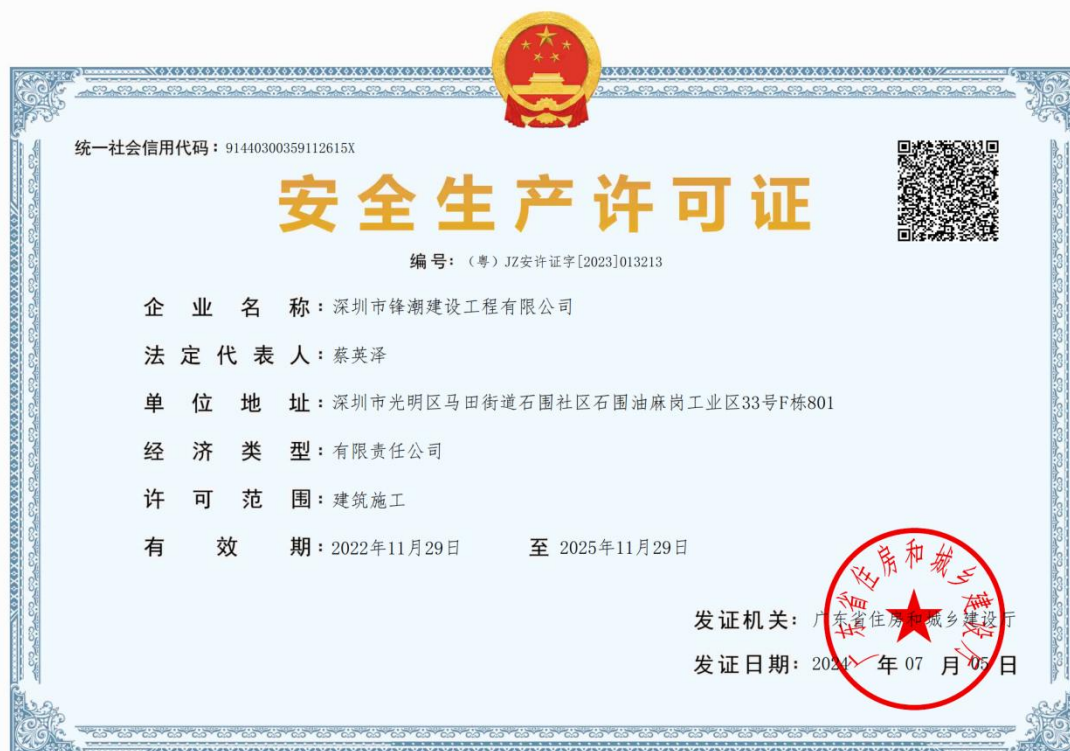 统一社会信用代码：91440300359112615X
安全生产许可证
编号：（粤）JZ安许证字[2023]013213
企业名称：深圳市锋潮建设工程有限公司
法定代表人：蔡英泽
单位地址：深圳市光明区马田街道石围社区石围油麻岗工业区33号F栋801
经济类型：有限责任公司
许可范围：建筑施工
有效期：2022年11月29日 至 2025年11月29日
广东省住房和城乡建设厅
发证机关：广东省住房和城乡建设厅
发证日期：2024 年 07 月 05 日